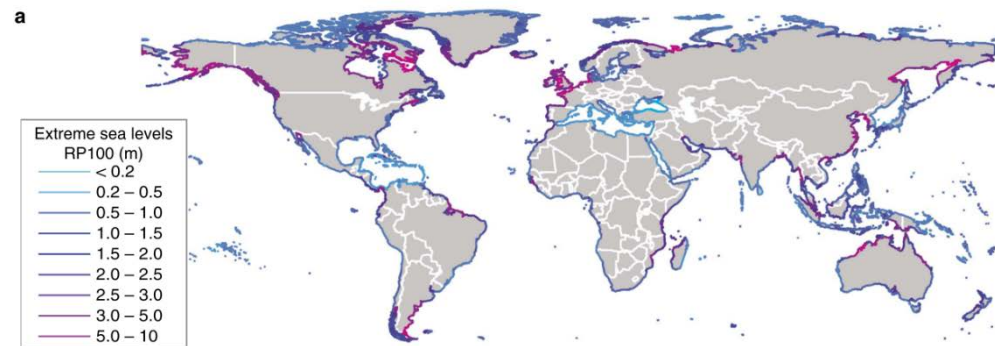 a
Extreme sea levels
RP100 (m)
< 0.2
0.2 – 0.5
0.5 – 1.0
1.0 – 1.5
1.5 – 2.0
2.0 – 2.5
2.5 – 3.0
3.0 – 5.0
5.0 – 10